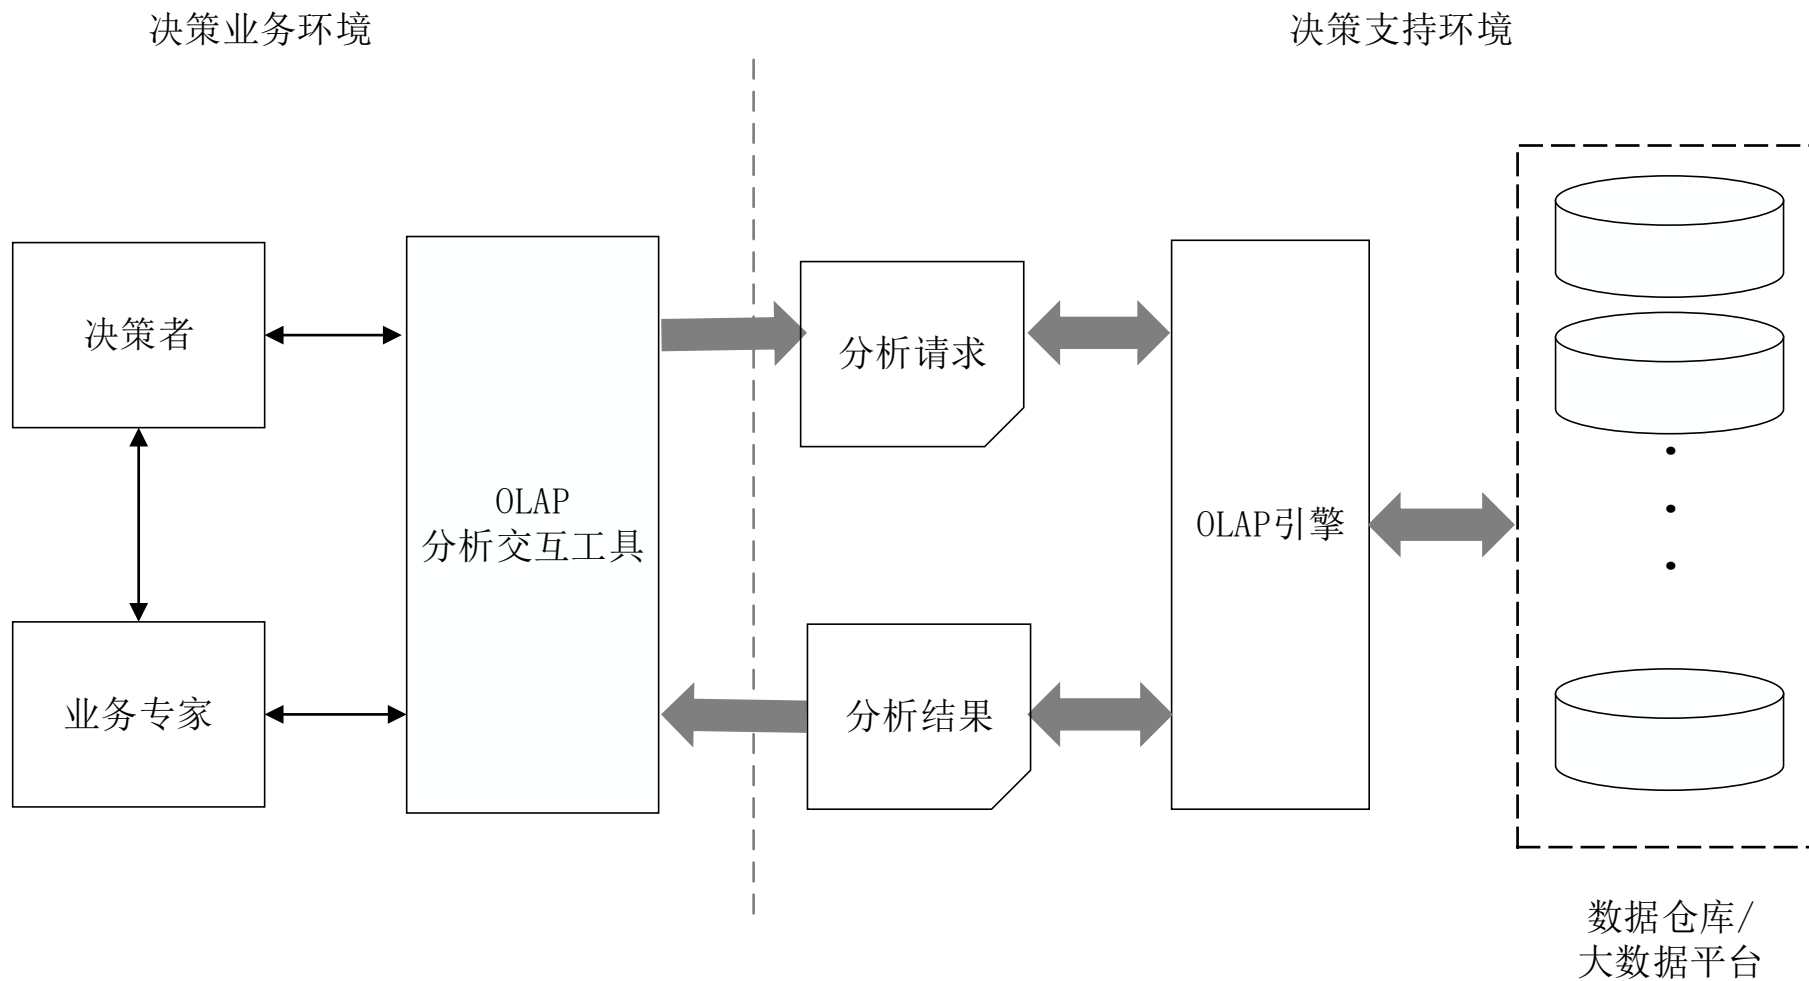 决策业务环境
决策支持环境
决策者
分析请求
OLAP
分析交互工具
OLAP引擎
业务专家
分析结果
数据仓库/
大数据平台